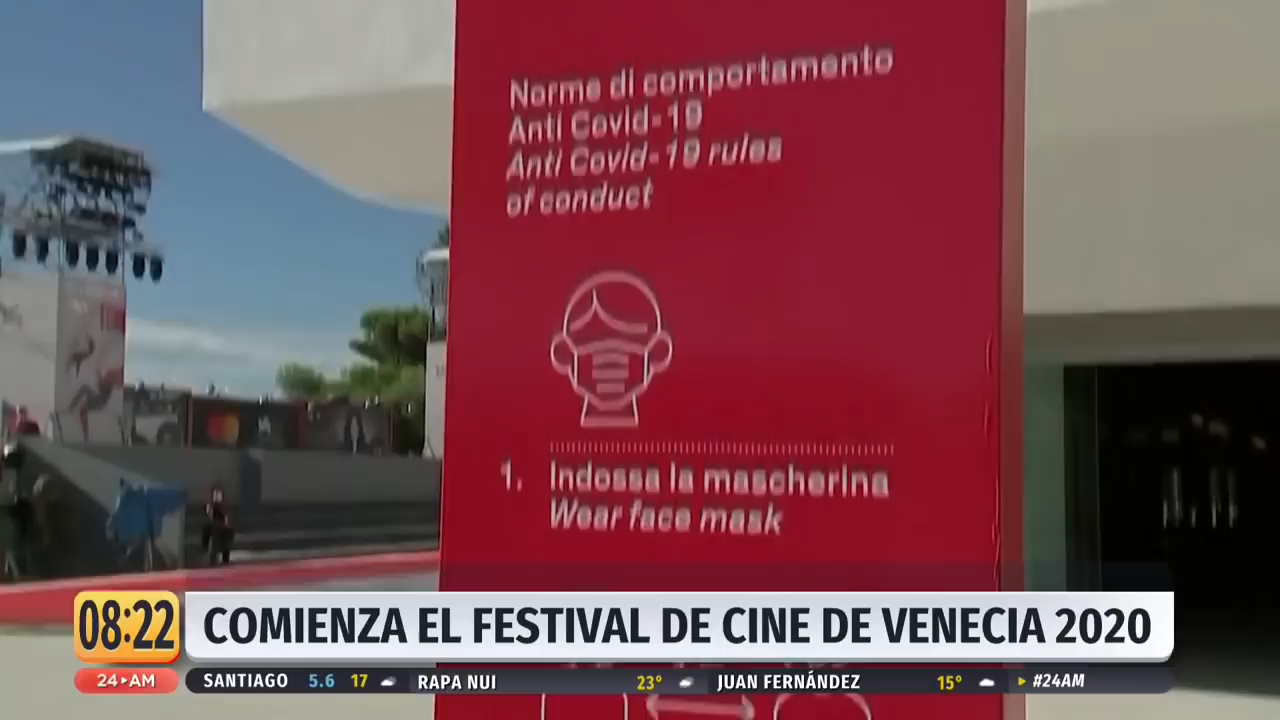 Norme di comportamento
Anti Covid-19
Anti Covid-19 rules
of conduct
1. Indossa la mascherina
Wear face mask
08:22 COMIENZA EL FESTIVAL DE CINE DE VENECIA 2020
24▸AM SANTIAGO 5.6 17 RAPA NUI 23° JUAN FERNÁNDEZ 15° ▸ #24AM